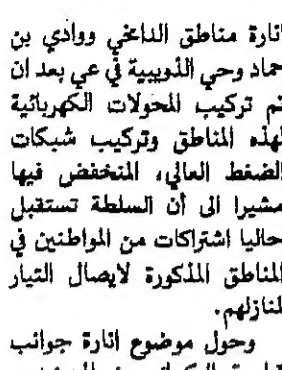 انارة مناطق الداخي ووادي بن
حماد وحي الذويبية في عي بعد ان
تم تركيب المحولات الكهربائية
لهذه المناطق وتركيب شبكات
الضغط العالي، المنخفض فيها
مشيرا الى أن السلطة تستقبل
حاليا اشتراكات من المواطنين في
المناطق المذكورة لايصال التيار
لمنازلهم.
وحول موضوع انارة جوانب